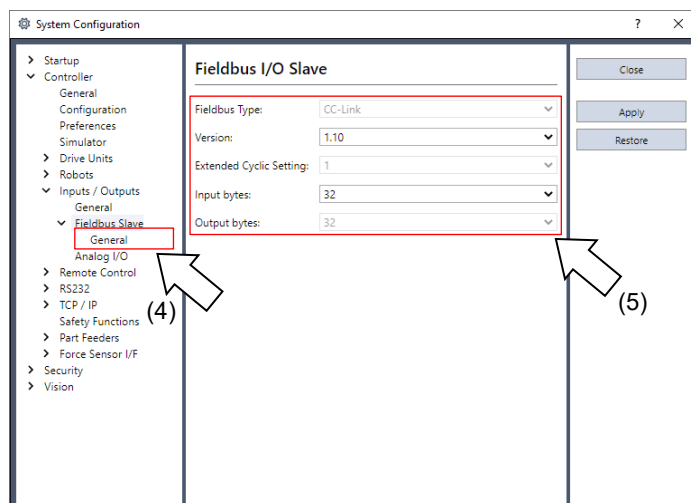 System Configuration
?
Startup
Controller
General
Configuration
Preferences
Simulator
Drive Units
Robots
Inputs / Outputs
General
Fieldbus Slave
General
Analog I/O
Remote Control
RS232
TCP / IP
Safety Functions
Part Feeders
Force Sensor I/F
Security
Vision
(4)
Fieldbus I/O Slave
Fieldbus Type: CC-Link
Version: 1.10
Extended Cyclic Setting: 1
Input bytes: 32
Output bytes: 32
(5)
Close
Apply
Restore